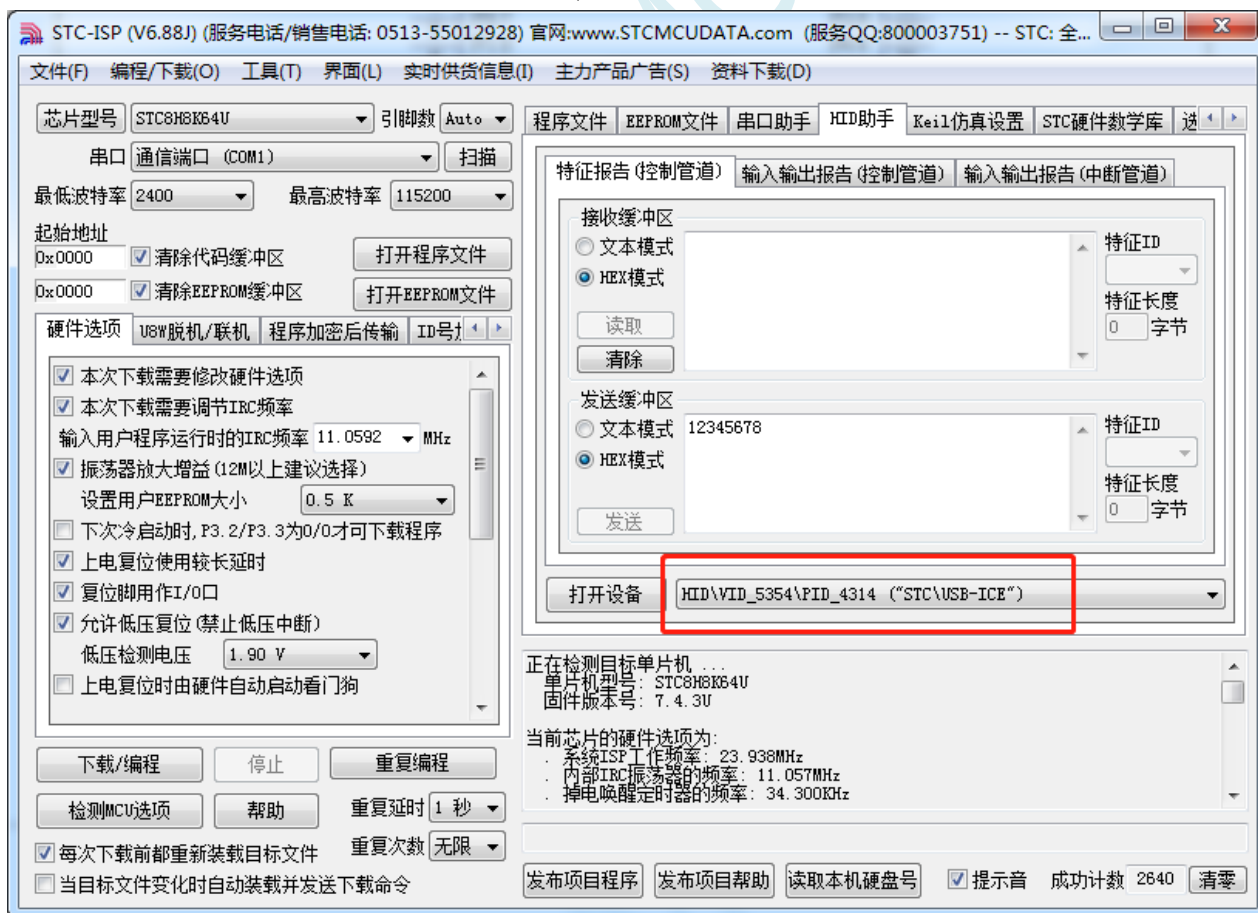 STC-ISP (V6.88J) (服务电话/销售电话: 0513-55012928) 官网:www.STCMCUDATA.com (服务QQ:800003751) -- STC: 全...
文件(F) 编程/下载(O) 工具(T) 界面(L) 实时供货信息(I) 主力产品广告(S) 资料下载(D)
芯片型号 STC8H8K64U 引脚数 Auto
串口 通信端口 (COM1) 扫描
最低波特率 2400 最高波特率 115200
起始地址
0x0000 清除代码缓冲区 打开程序文件
0x0000 清除EEPROM缓冲区 打开EEPROM文件
硬件选项 U8W脱机/联机 程序加密后传输 ID号
本次下载需要修改硬件选项
本次下载需要调节IRC频率
输入用户程序运行时的IRC频率 11.0592 MHz
振荡器放大增益(12M以上建议选择)
设置用户EEPROM大小 0.5 K
下次冷启动时,P3.2/P3.3为0/0才可下载程序
上电复位使用较长延时
复位脚用作I/O口
允许低压复位(禁止低压中断)
低压检测电压 1.90 V
上电复位时由硬件自动启动看门狗
下载/编程 停止 重复编程
检测MCU选项 帮助 重复延时 1 秒
每次下载前都重新装载目标文件 重复次数 无限
当目标文件变化时自动装载并发送下载命令
程序文件 EEPROM文件 串口助手 HID助手 Keil仿真设置 STC硬件数学库 选
特征报告(控制管道) 输入输出报告(控制管道) 输入输出报告(中断管道)
接收缓冲区
文本模式
HEX模式
读取
清除
特征ID
特征长度
0 字节
发送缓冲区
文本模式 12345678
HEX模式
发送
特征ID
特征长度
0 字节
打开设备 HID\VID_5354\PID_4314 ("STC\USB-ICE")
正在检测目标单片机 ...
单片机型号: STC8H8K64U
固件版本号: 7.4.3U
当前芯片的硬件选项为:
. 系统ISP工作频率: 23.938MHz
. 内部IRC振荡器的频率: 11.057MHz
. 掉电唤醒定时器的频率: 34.300KHz
发布项目程序 发布项目帮助 读取本机硬盘号 提示音 成功计数 2640 清零